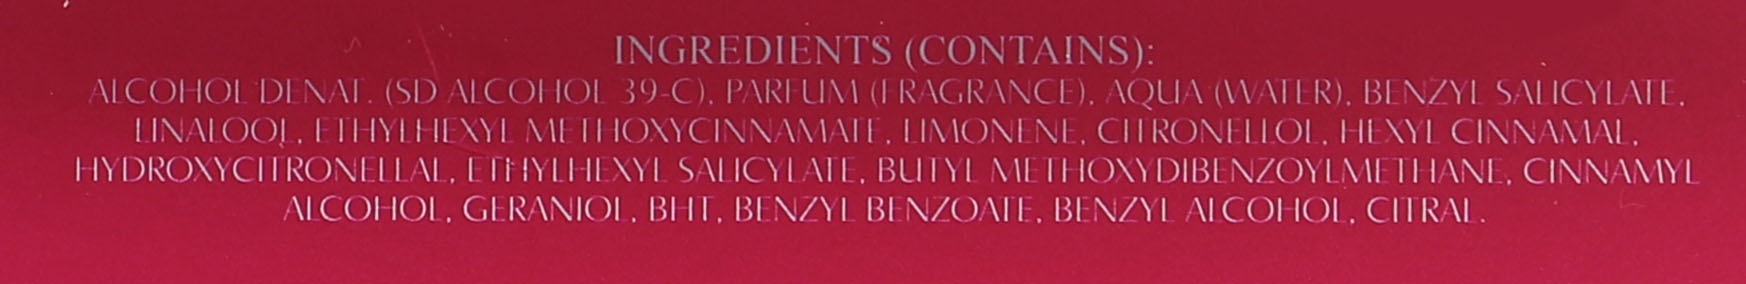 INGREDIENTS (CONTAINS):
ALCOHOL DENAT. (SD ALCOHOL 39-C), PARFUM (FRAGRANCE), AQUA (WATER), BENZYL SALICYLATE,
LINALOOL, ETHYLHEXYL METHOXYCINNAMATE, LIMONENE, CITRONELLOL, HEXYL CINNAMAL,
HYDROXYCITRONELLAL, ETHYLHEXYL SALICYLATE, BUTYL METHOXYDIBENZOYLMETHANE, CINNAMYL
ALCOHOL, GERANIOL, BHT, BENZYL BENZOATE, BENZYL ALCOHOL, CITRAL.